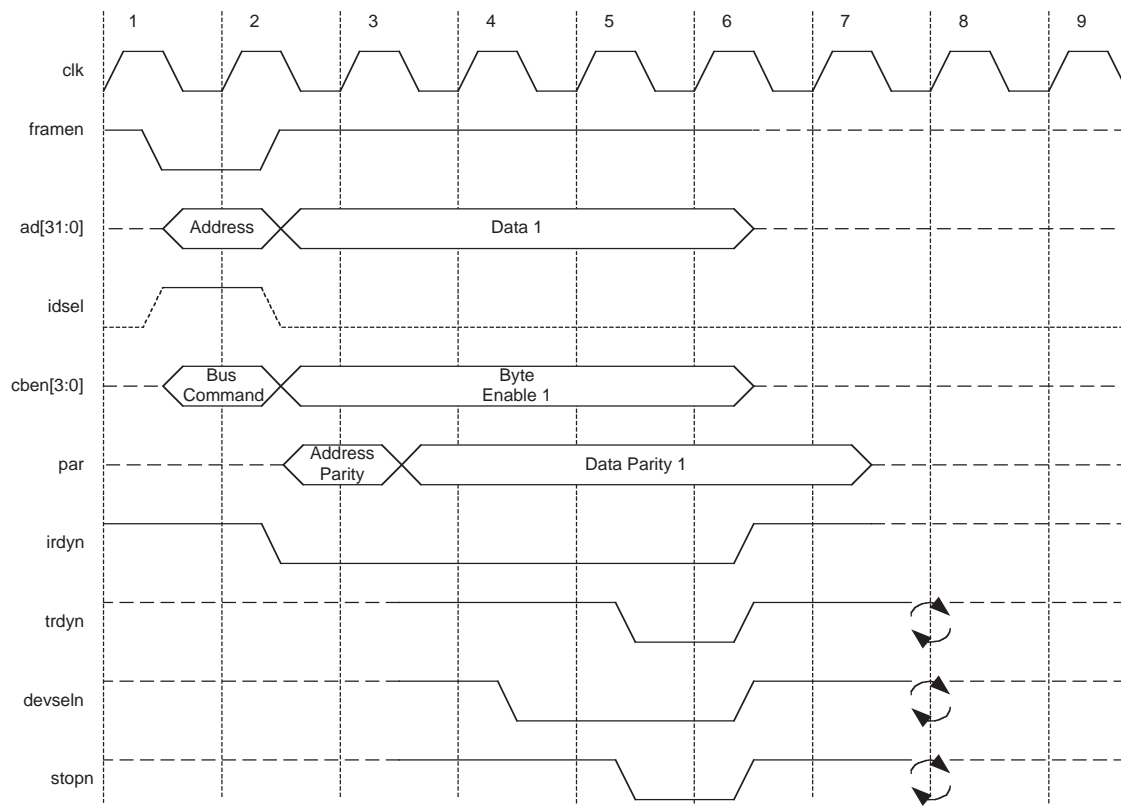 1 2 3 4 5 6 7 8 9
clk
framen
ad[31:0]
Address
Data 1
idsel
cben[3:0]
Bus
Command
Byte
Enable 1
par
Address
Parity
Data Parity 1
irdyn
trdyn
devseln
stopn